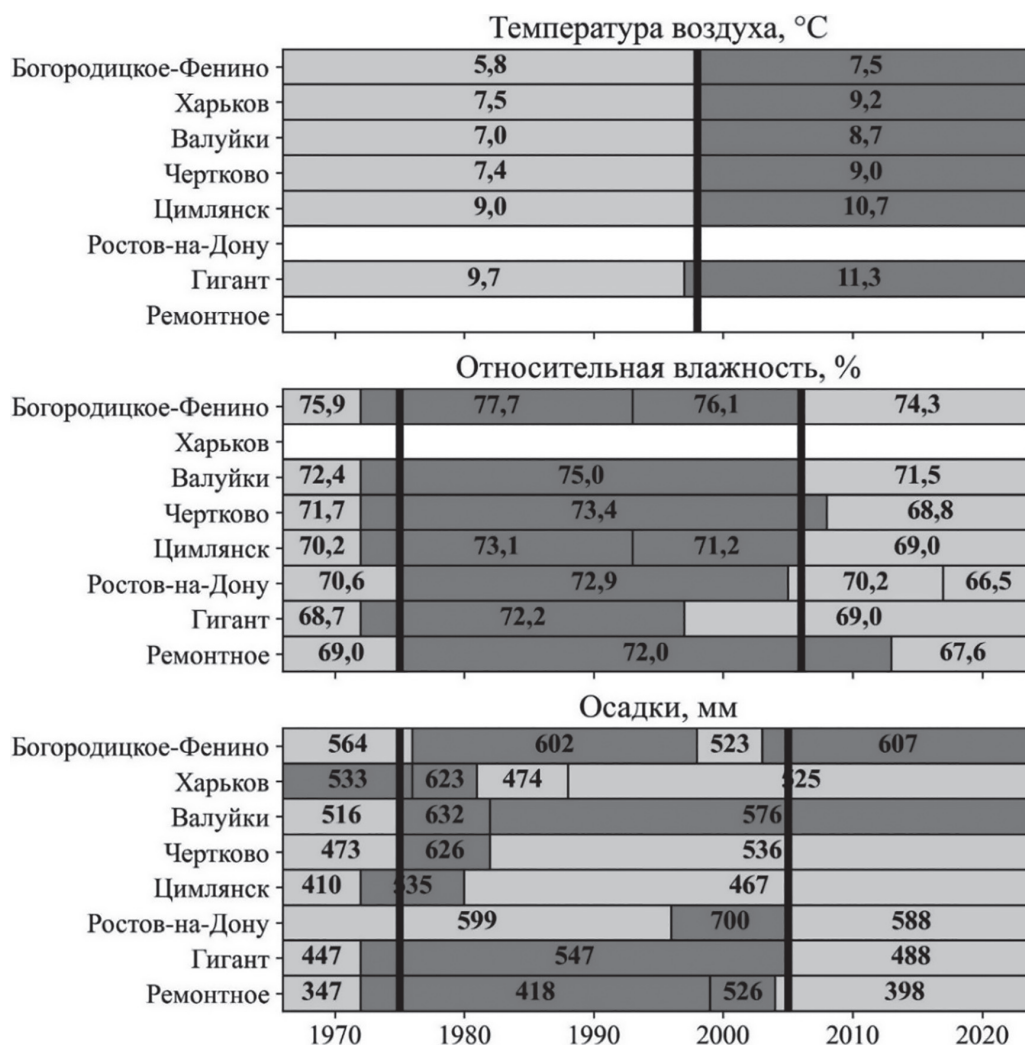 Температура воздуха, °C
Богородицкое-Фенино 5,8 7,5
Харьков 7,5 9,2
Валуйки 7,0 8,7
Чертково 7,4 9,0
Цимлянск 9,0 10,7
Ростов-на-Дону
Гигант 9,7 11,3
Ремонтное
Относительная влажность, %
Богородицкое-Фенино 75,9 77,7 76,1 74,3
Харьков
Валуйки 72,4 75,0 71,5
Чертково 71,7 73,4 68,8
Цимлянск 70,2 73,1 71,2 69,0
Ростов-на-Дону 70,6 72,9 70,2 66,5
Гигант 68,7 72,2 69,0
Ремонтное 69,0 72,0 67,6
Осадки, мм
Богородицкое-Фенино 564 602 523 607
Харьков 533 623 474 525
Валуйки 516 632 576
Чертково 473 626 536
Цимлянск 410 535 467
Ростов-на-Дону 599 700 588
Гигант 447 547 488
Ремонтное 347 418 526 398
1970 1980 1990 2000 2010 2020